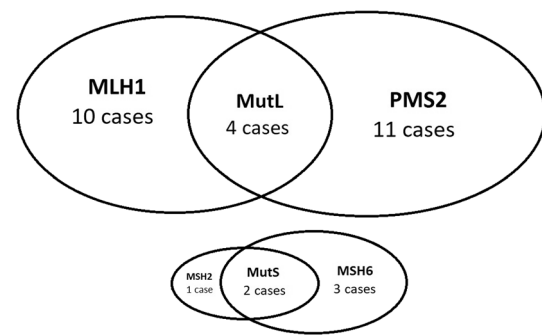 MLH1
10 cases
MutL
4 cases
PMS2
11 cases
MSH2
1 case
MutS
2 cases
MSH6
3 cases